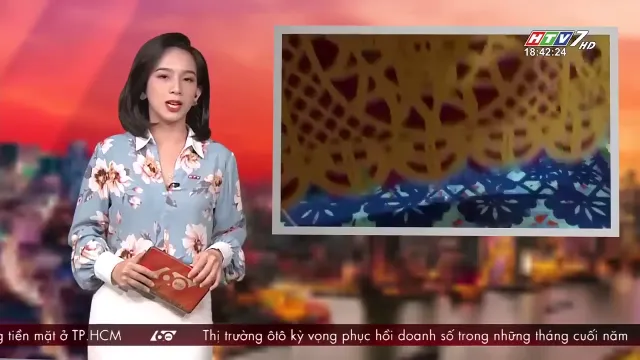 HTV7 HD
18:42:24
g tiền mặt ở TP.HCM 60 Thị trường ôtô kỳ vọng phục hồi doanh số trong những tháng cuối năm